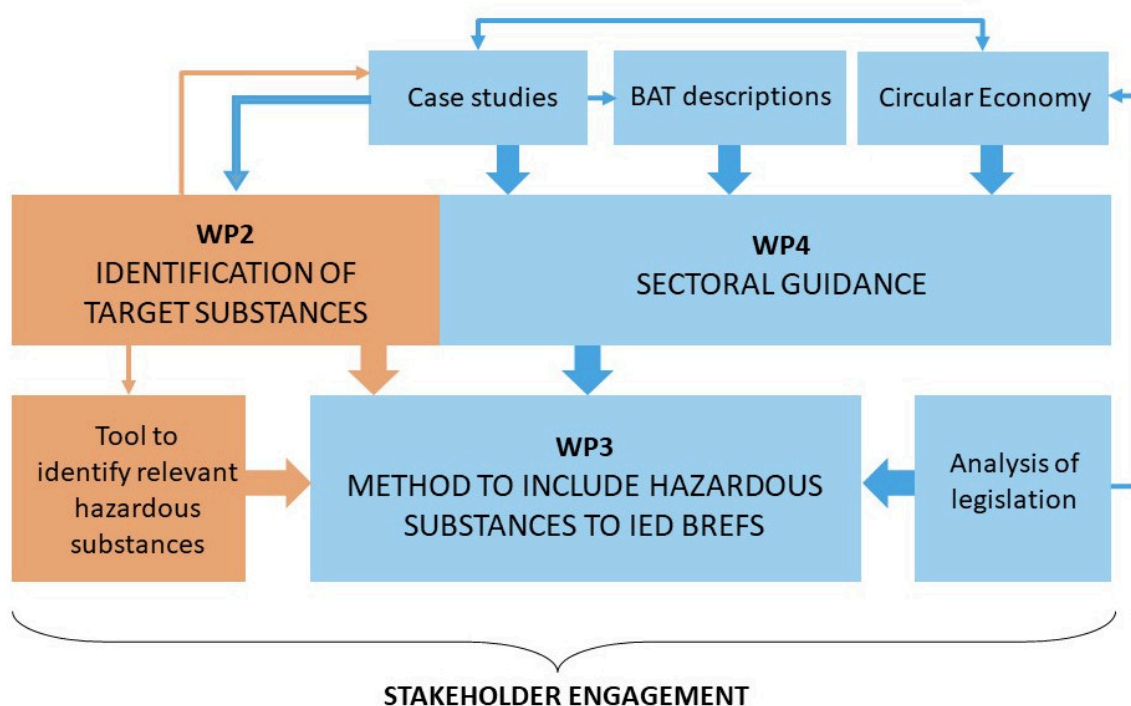 Case studies
BAT descriptions
Circular Economy
WP2
IDENTIFICATION OF
TARGET SUBSTANCES
WP4
SECTORAL GUIDANCE
Tool to
identify relevant
hazardous
substances
WP3
METHOD TO INCLUDE HAZARDOUS
SUBSTANCES TO IED BREFS
Analysis of
legislation
STAKEHOLDER ENGAGEMENT